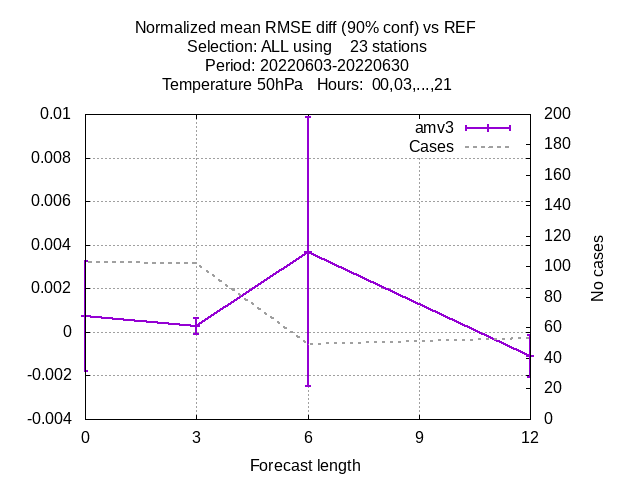 Normalized mean RMSE diff (90% conf) vs REF
Selection: ALL using    23 stations
Period: 20220603-20220630
Temperature 50hPa   Hours:  00,03,...,21
0.01
0.008
0.006
0.004
0.002
0
-0.002
-0.004
amv3
Cases
200
180
160
140
120
100
80
60
40
20
0
No cases
0 3 6 9 12
Forecast length